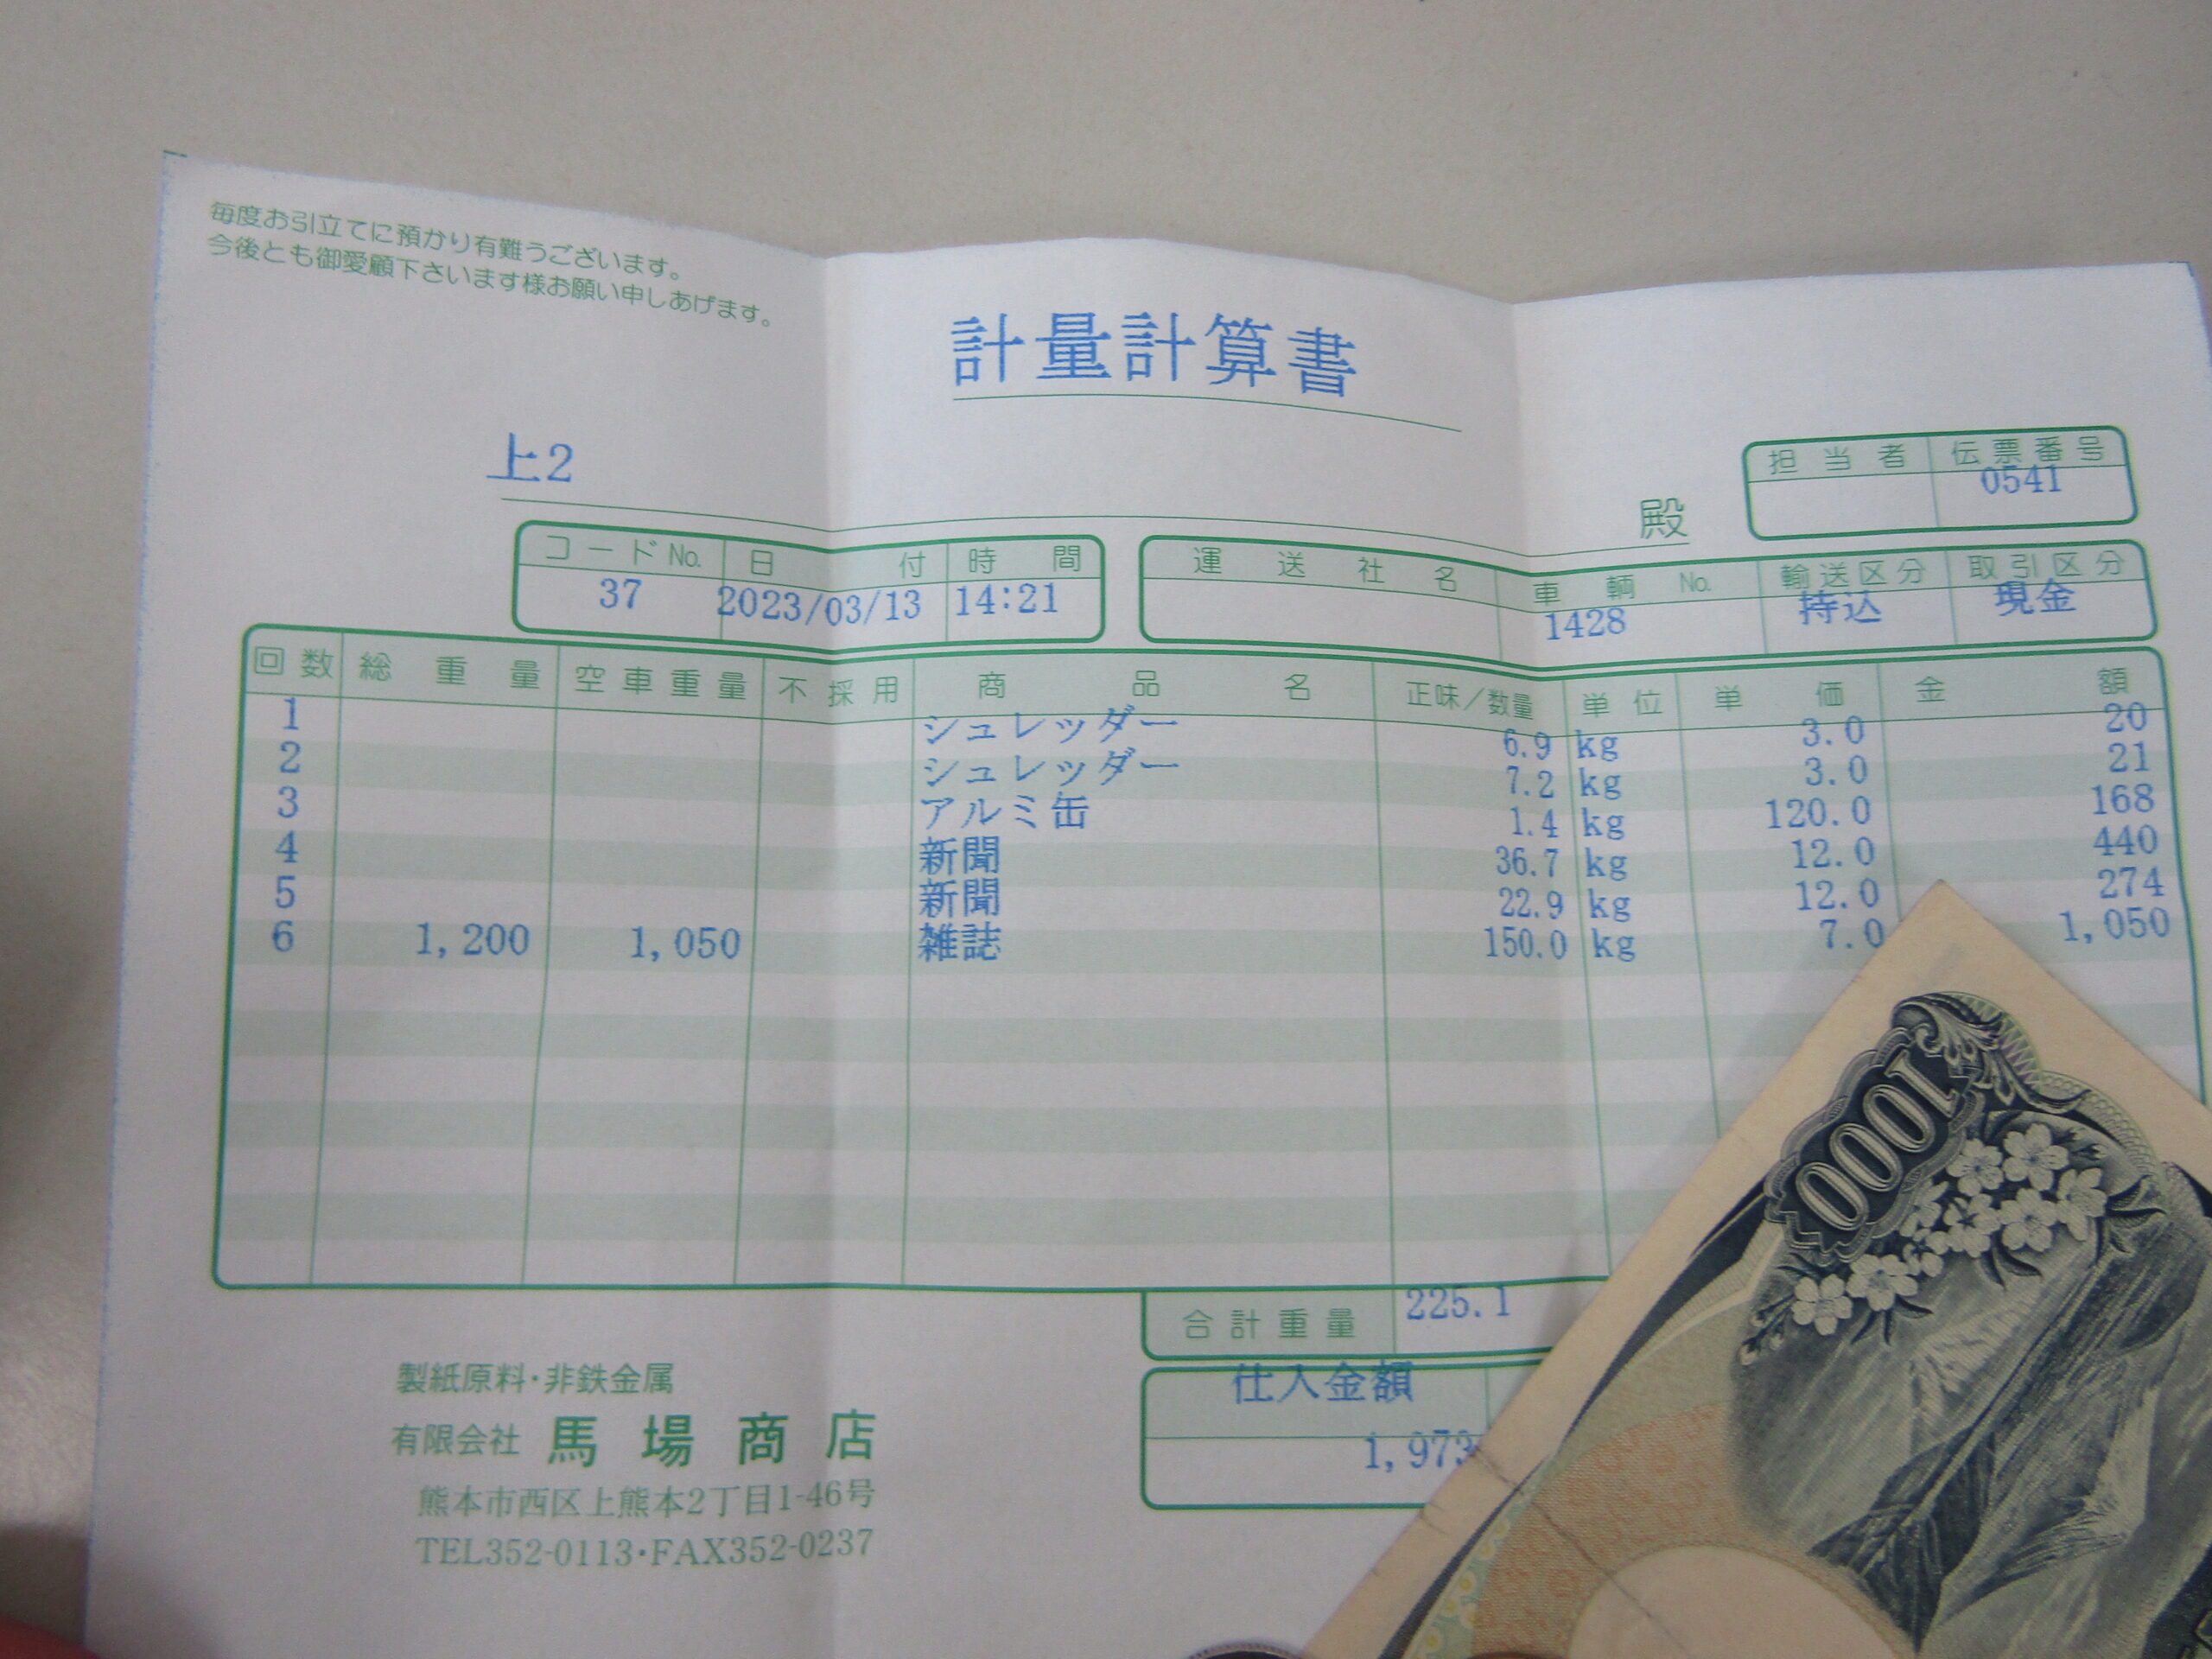 毎度お引立てに預かり有難うございます。
今後とも御愛顧下さいます様お願い申しあげます。
計量計算書
上2
殿
担当者 伝票番号
0541
コードNo. 日付 時間
37 2023/03/13 14:21
運送社名 車輌No. 輸送区分 取引区分
1428 持込 現金
回数 総重量 空車重量 不採用 商品名 正味/数量 単位 単価 金額
1 シュレッダー 6.9 kg 3.0 20
2 シュレッダー 7.2 kg 3.0 21
3 アルミ缶 1.4 kg 120.0 168
4 新聞 36.7 kg 12.0 440
5 新聞 22.9 kg 12.0 274
6 1,200 1,050 雑誌 150.0 kg 7.0 1,050
合計重量 225.1
仕入金額
1,973
製紙原料・非鉄金属
有限会社 馬場商店
熊本市西区上熊本2丁目1-46号
TEL352-0113・FAX352-0237
1000